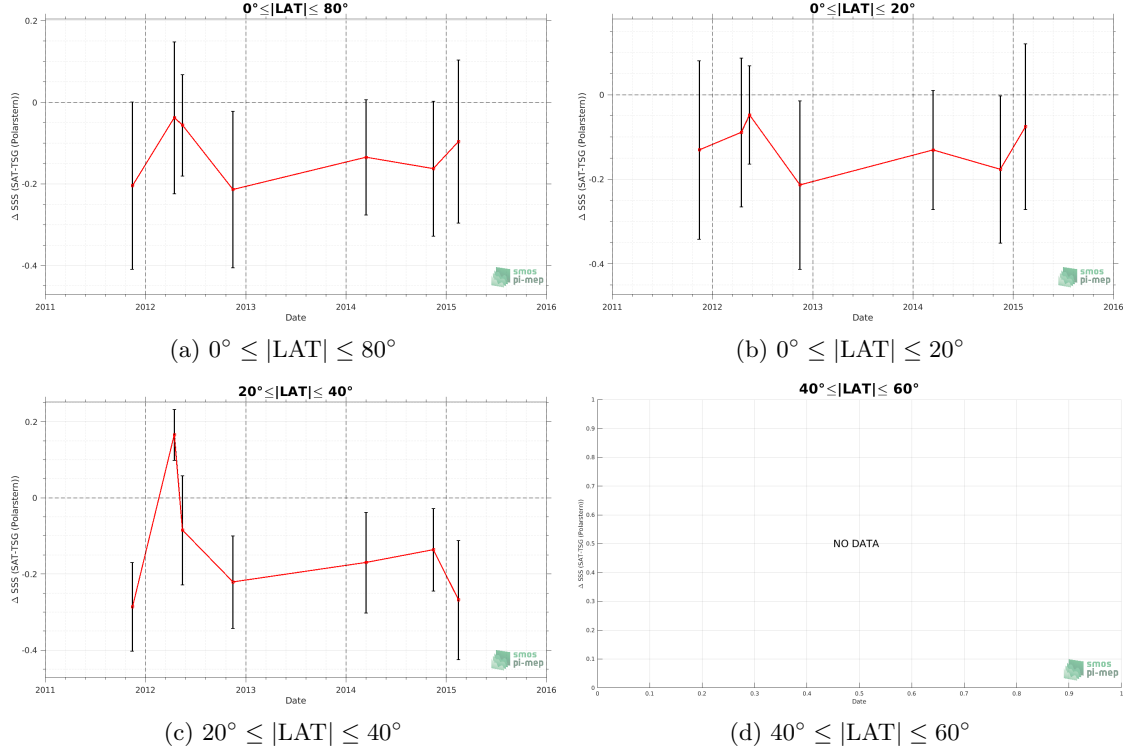 0°≤|LAT|≤ 80°
0.2
0
-0.2
-0.4
Δ SSS (SAT-TSG (Polarstern))
2011 2012 2013 2014 2015 2016
Date
smos
pi-mep
(a) 0° ≤ |LAT| ≤ 80°
0°≤|LAT|≤ 20°
0
-0.2
-0.4
Δ SSS (SAT-TSG (Polarstern))
2011 2012 2013 2014 2015 2016
Date
smos
pi-mep
(b) 0° ≤ |LAT| ≤ 20°
20°≤|LAT|≤ 40°
0.2
0
-0.2
-0.4
Δ SSS (SAT-TSG (Polarstern))
2011 2012 2013 2014 2015 2016
Date
smos
pi-mep
(c) 20° ≤ |LAT| ≤ 40°
40°≤|LAT|≤ 60°
1
0.9
0.8
0.7
0.6
0.5
0.4
0.3
0.2
0.1
0
Δ SSS (SAT-TSG (Polarstern))
NO DATA
0 0.1 0.2 0.3 0.4 0.5 0.6 0.7 0.8 0.9 1
Date
smos
pi-mep
(d) 40° ≤ |LAT| ≤ 60°